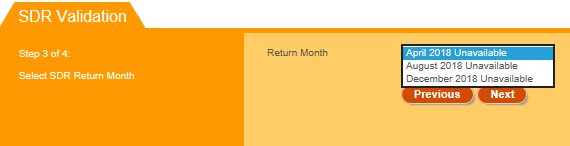 SDR Validation
Step 3 of 4:
Select SDR Return Month
Return Month
April 2018 Unavailable
August 2018 Unavailable
December 2018 Unavailable
Previous
Next